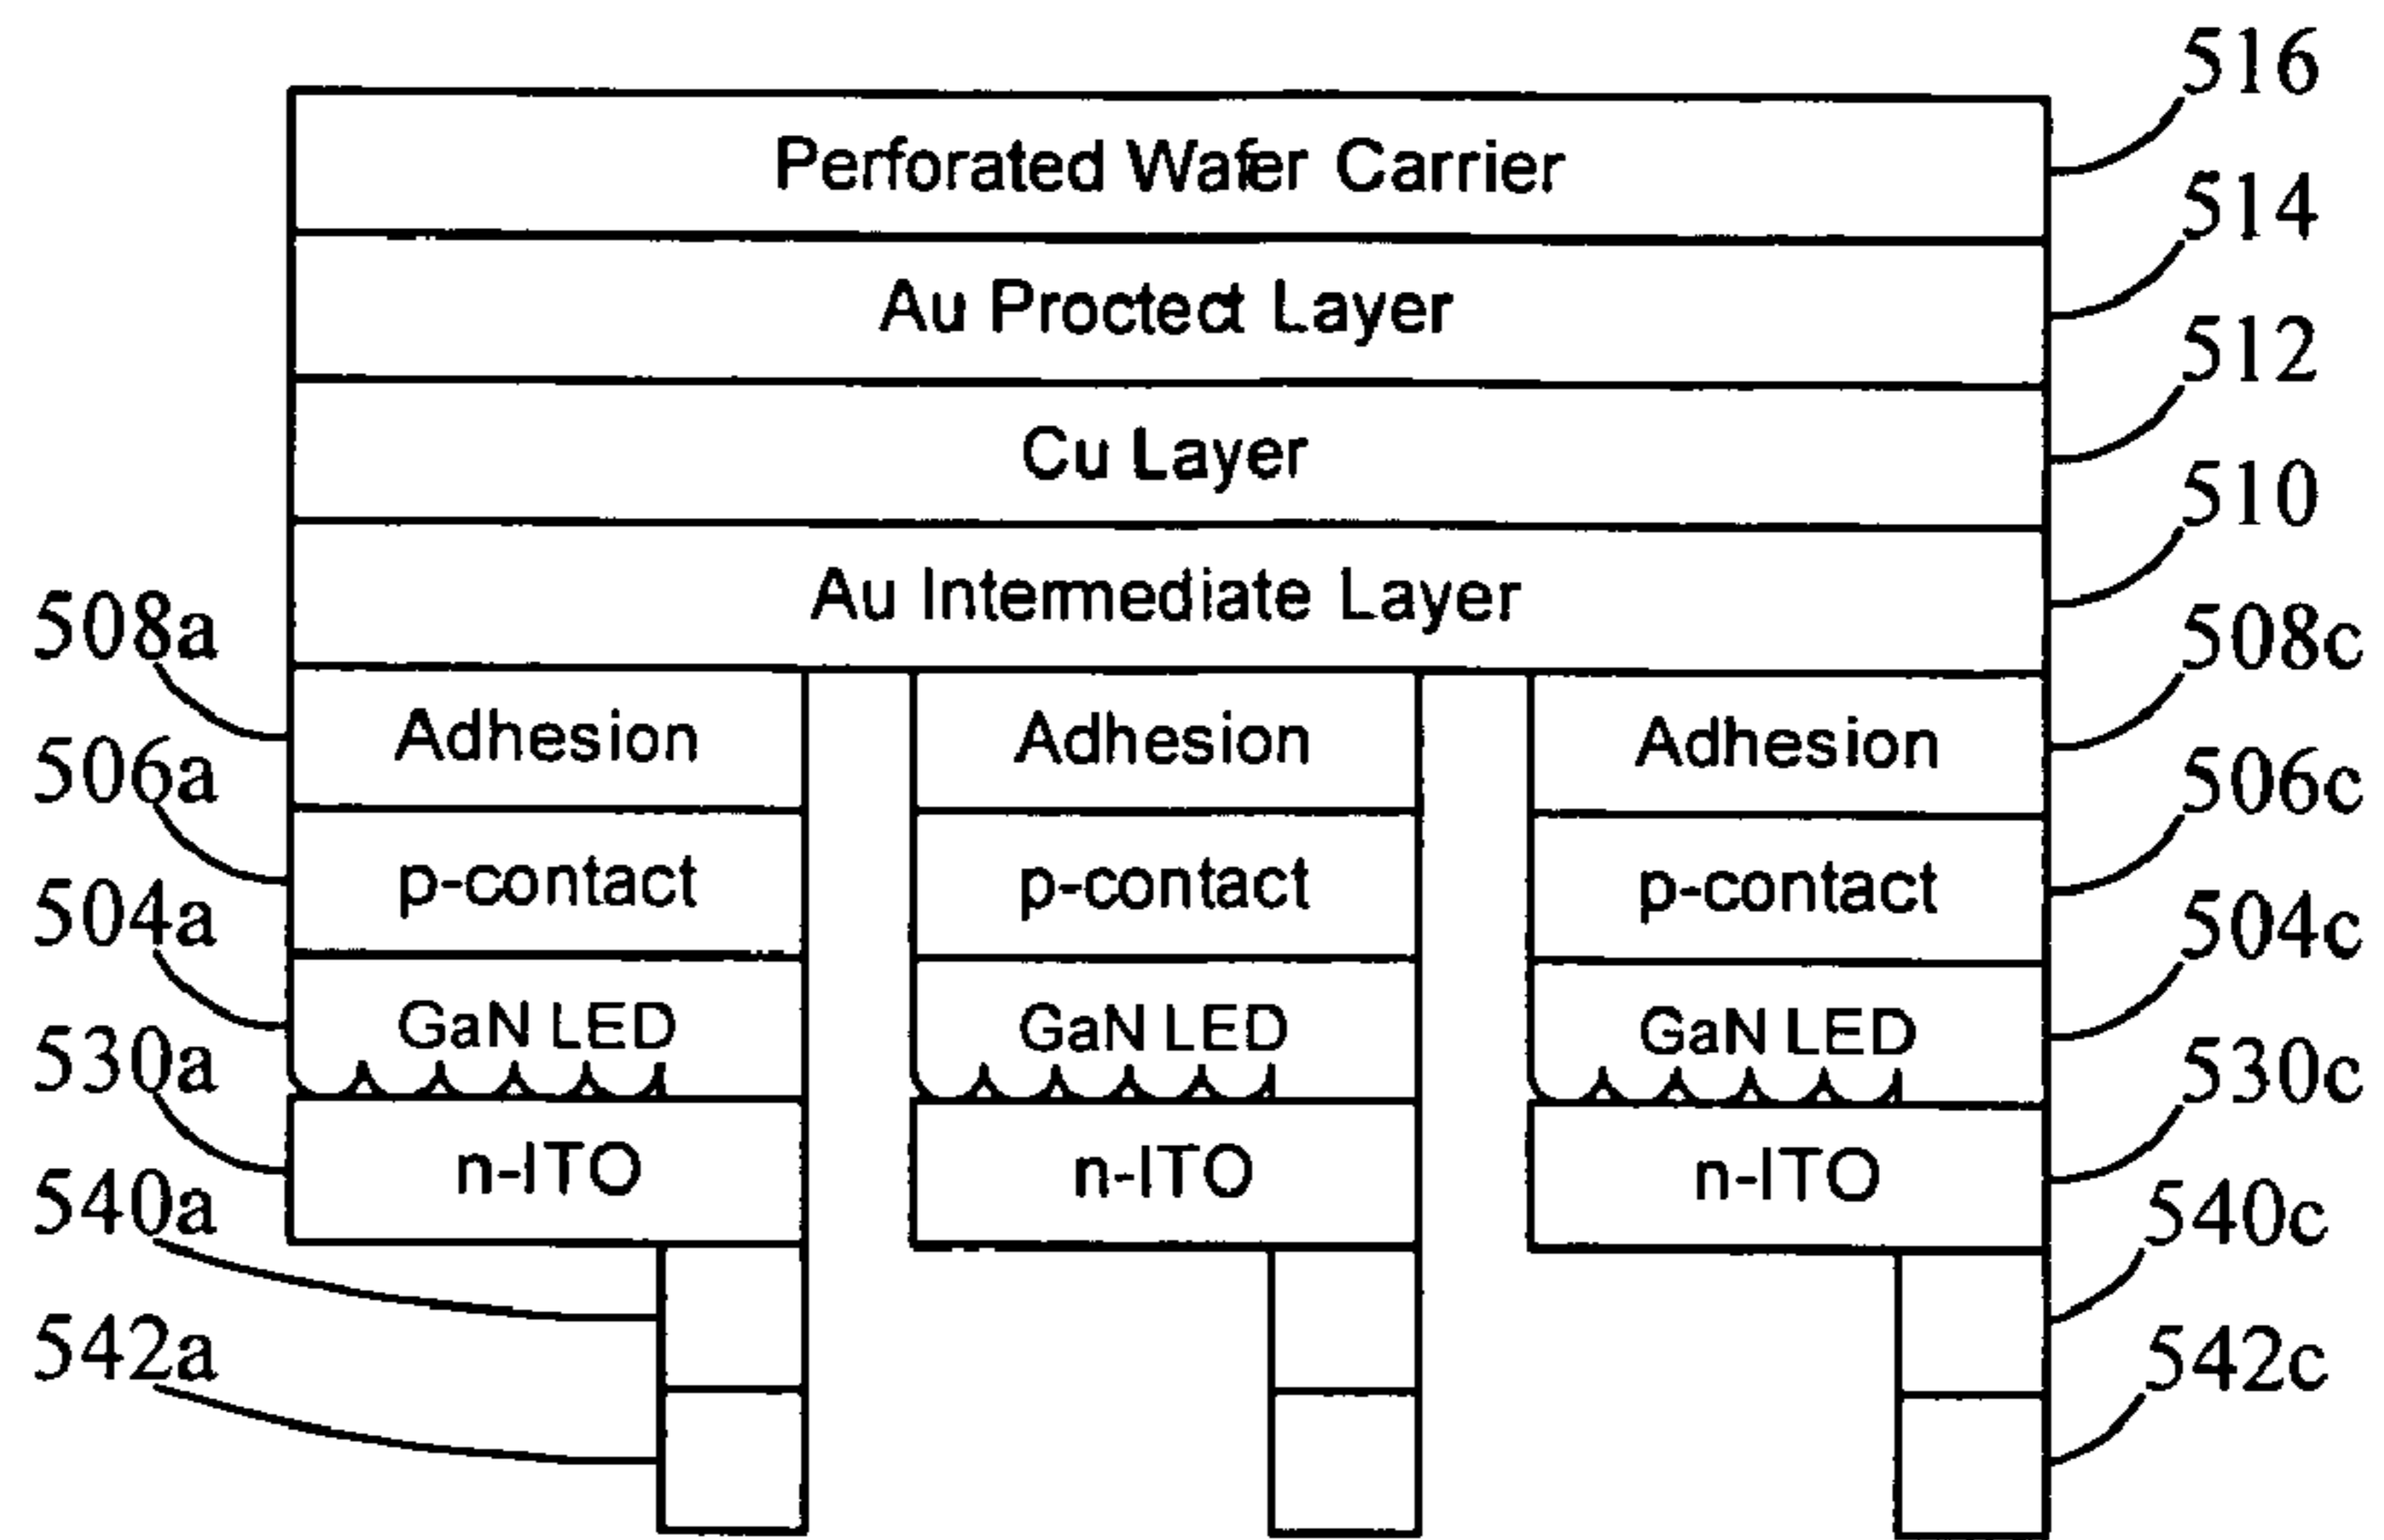 516
Perforated Wafer Carrier
514
Au Proctect Layer
512
Cu Layer
510
Au Intermediate Layer
508a
508c
Adhesion Adhesion Adhesion
506a
506c
p-contact p-contact p-contact
504a
504c
GaN LED GaN LED GaN LED
530a
530c
n-ITO n-ITO n-ITO
540a
540c
542a
542c